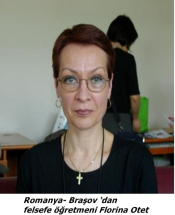 Romanya- Braşov ‘dan
felsefe öğretmeni Florina Otet